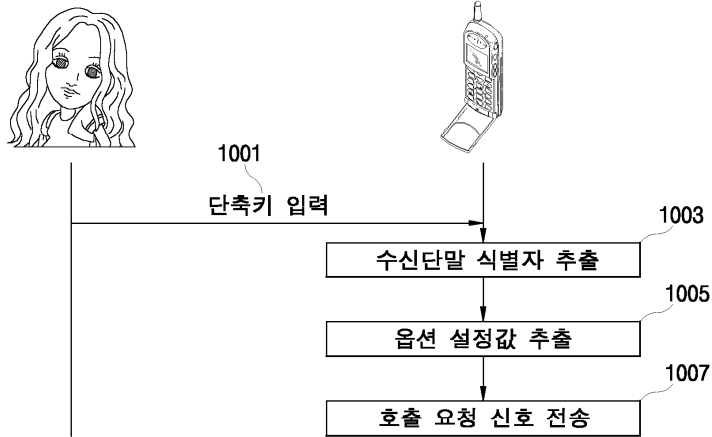 1001
단축키 입력
1003
수신단말 식별자 추출
1005
옵션 설정값 추출
1007
호출 요청 신호 전송